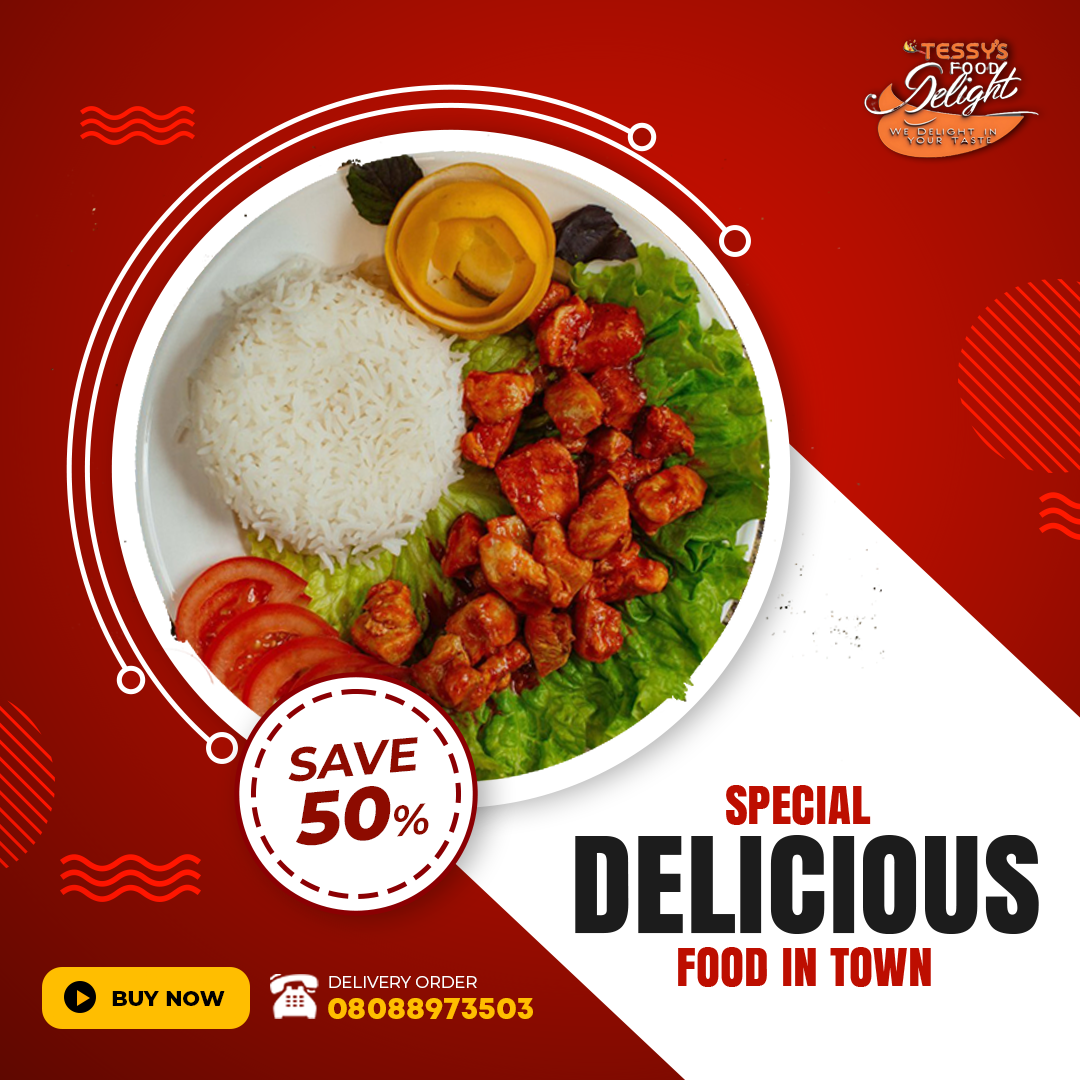 TESSY'S
FOOD
Delight
WE DELIGHT IN
YOUR TASTE
SAVE
50%
SPECIAL
DELICIOUS
FOOD IN TOWN
BUY NOW
DELIVERY ORDER
08088973503